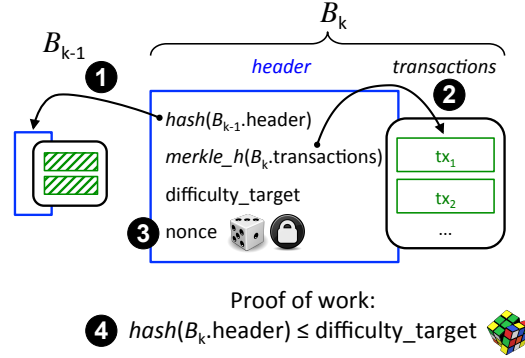 B_k
B_k-1
header
transactions
1
2
hash(B_k-1.header)
merkle_h(B_k.transactions)
tx_1
difficulty_target
tx_2
3 nonce
...
Proof of work:
4 hash(B_k.header) ≤ difficulty_target